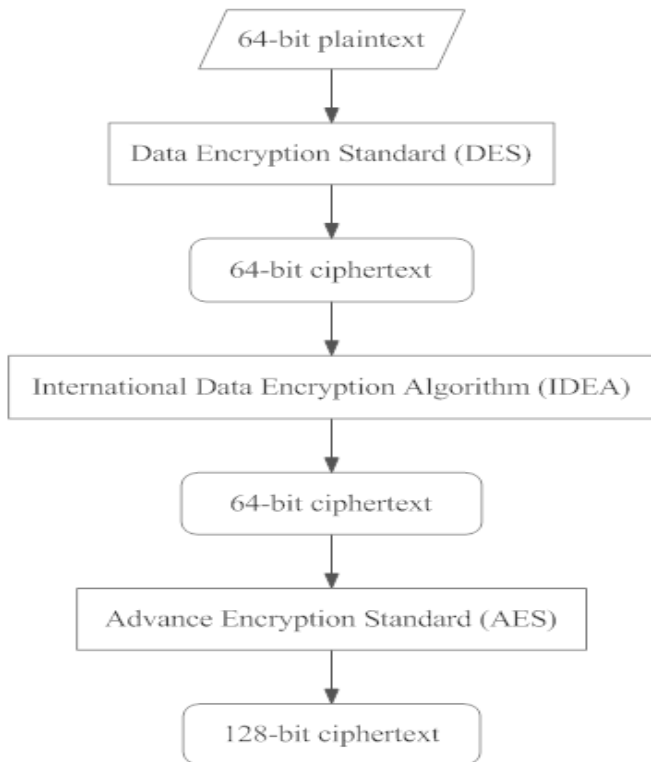 64-bit plaintext
Data Encryption Standard (DES)
64-bit ciphertext
International Data Encryption Algorithm (IDEA)
64-bit ciphertext
Advance Encryption Standard (AES)
128-bit ciphertext